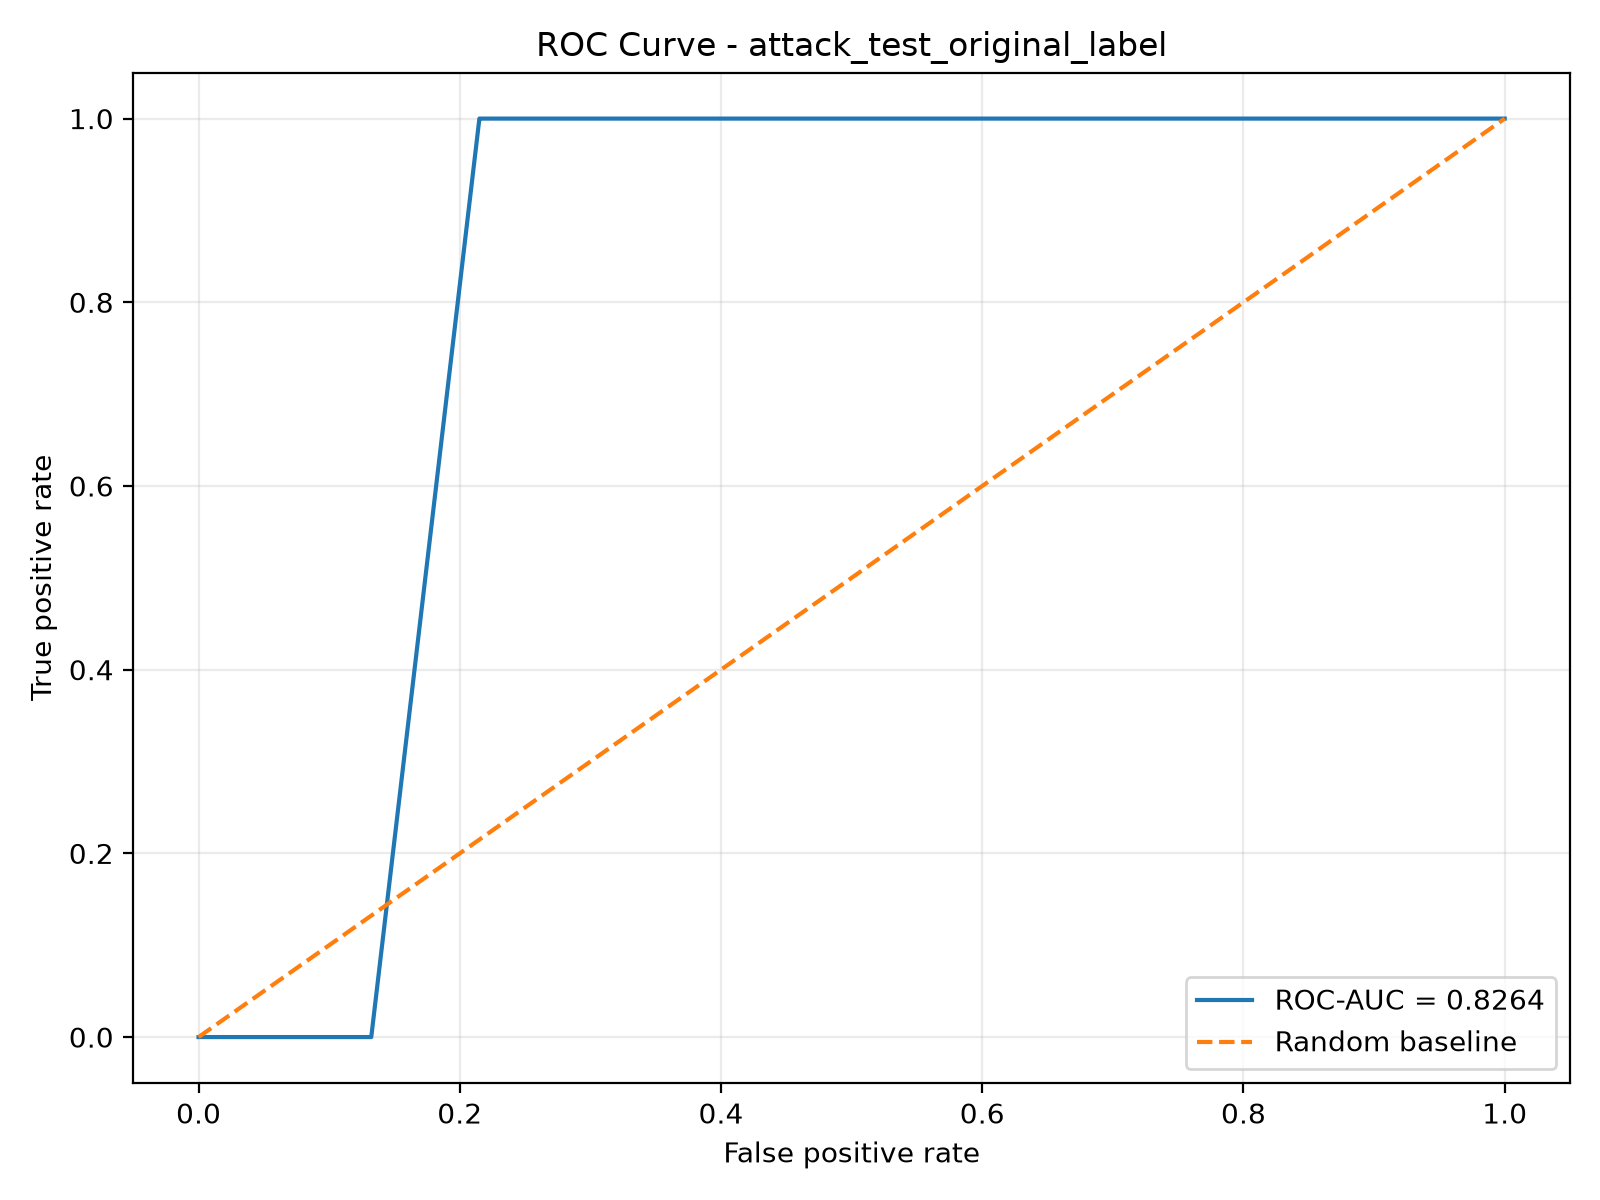 ROC Curve - attack_test_original_label
True positive rate
1.0
0.8
0.6
0.4
0.2
0.0
ROC-AUC = 0.8264
Random baseline
0.0 0.2 0.4 0.6 0.8 1.0
False positive rate